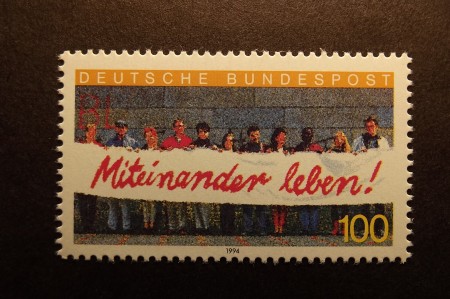 DEUTSCHE BUNDESPOST
Miteinander leben!
100
1994